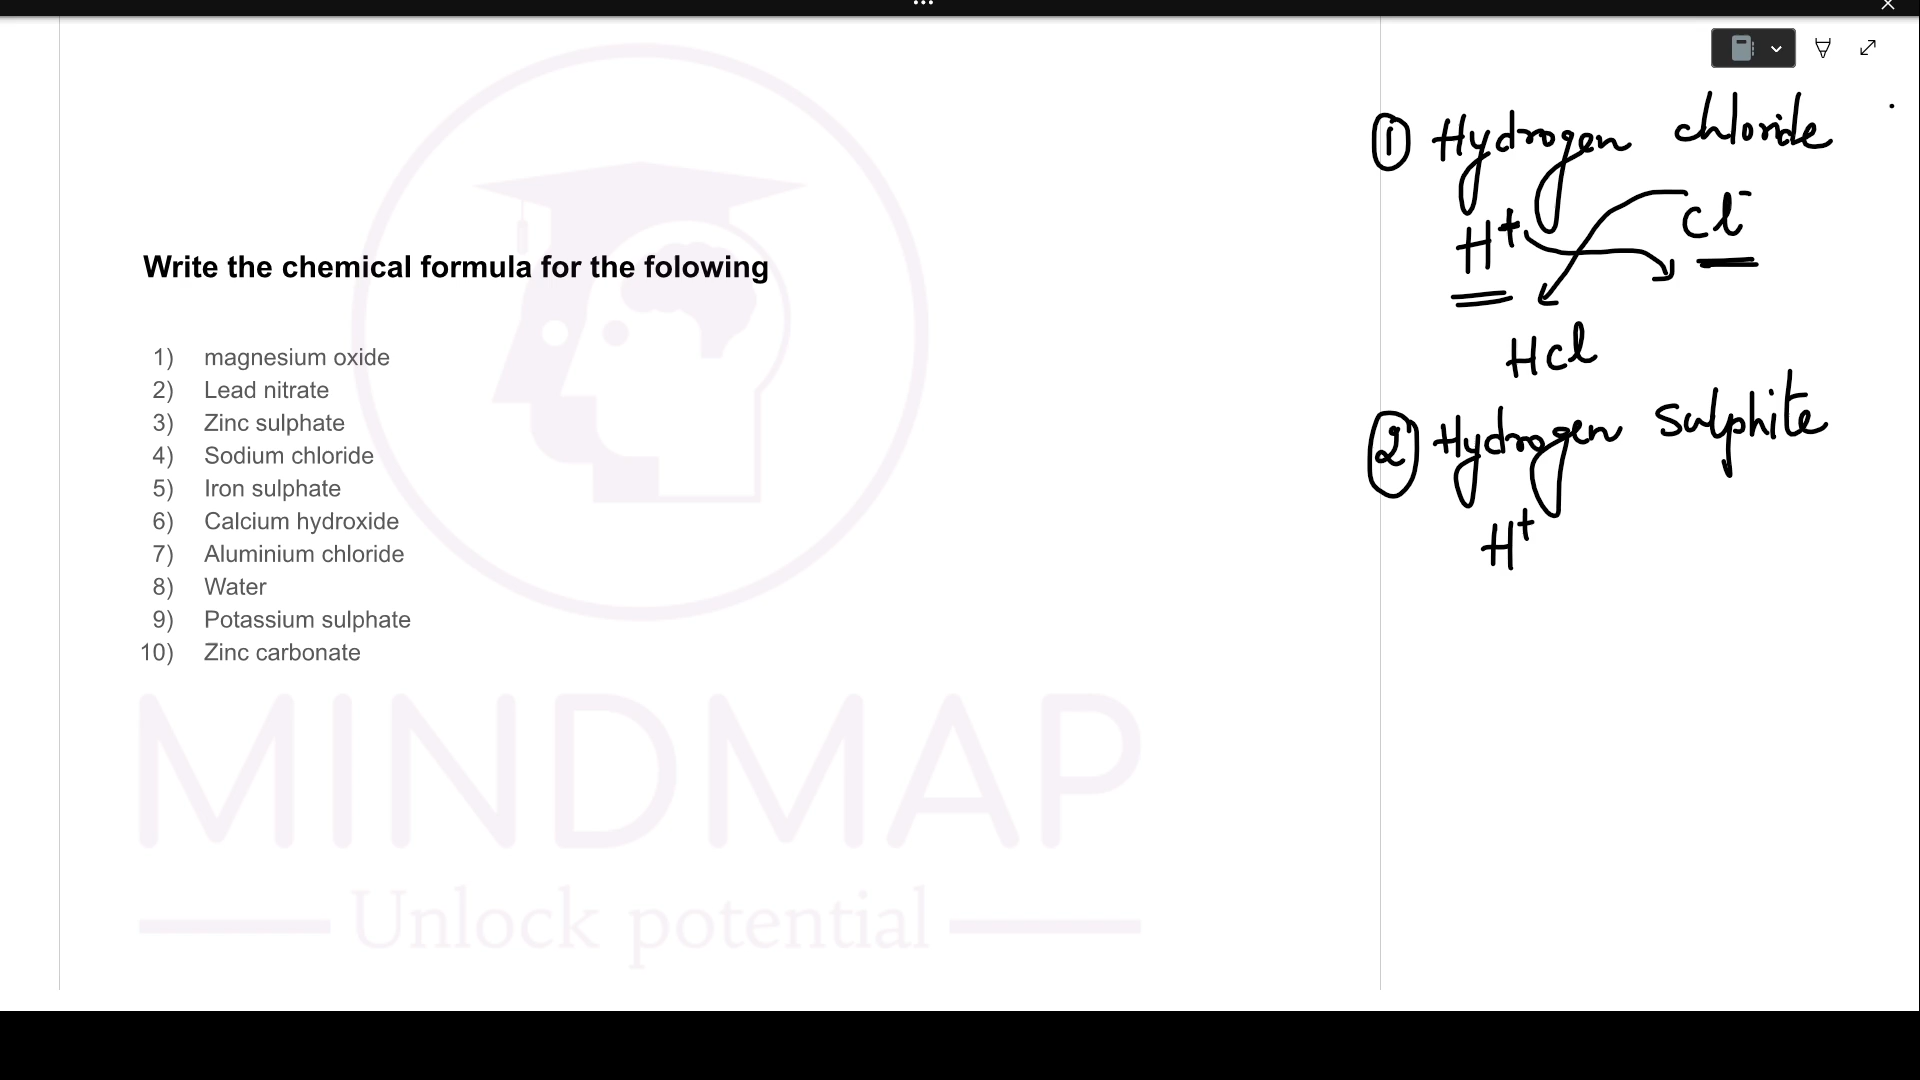 Write the chemical formula for the folowing
1) magnesium oxide
2) Lead nitrate
3) Zinc sulphate
4) Sodium chloride
5) Iron sulphate
6) Calcium hydroxide
7) Aluminium chloride
8) Water
9) Potassium sulphate
10) Zinc carbonate
MINDMAP
Unlock potential
① Hydrogen chloride
H⁺ Cl⁻
HCl
② Hydrogen sulphite
H⁺